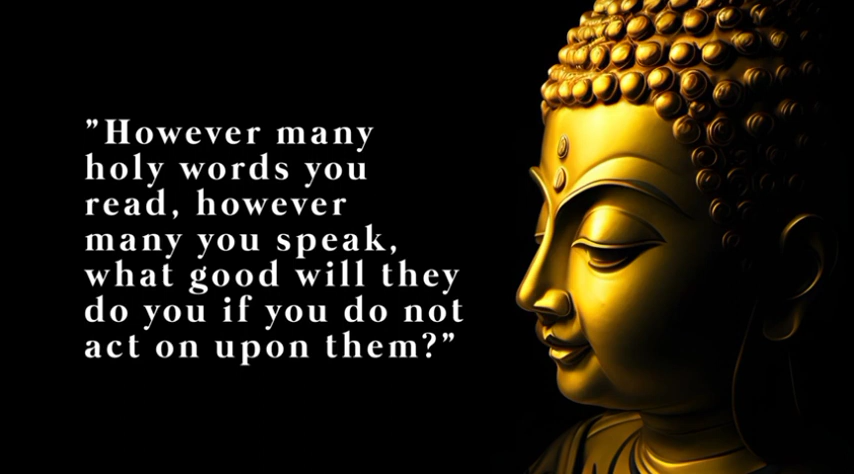 ”However many
holy words you
read, however
many you speak,
what good will they
do you if you do not
act on upon them?”